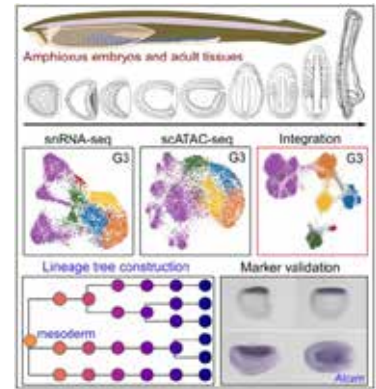 Amphioxus embryos and adult tissues
snRNA-seq scATAC-seq Integration
G3 G3 G3
Lineage tree construction Marker validation
mesoderm
Alcam